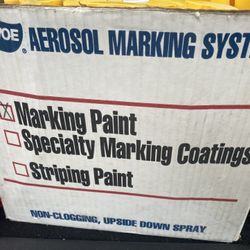 AEROSOL MARKING SYST
Marking Paint
Specialty Marking Coatings
Striping Paint
NON-CLOGGING, UPSIDE DOWN SPRAY